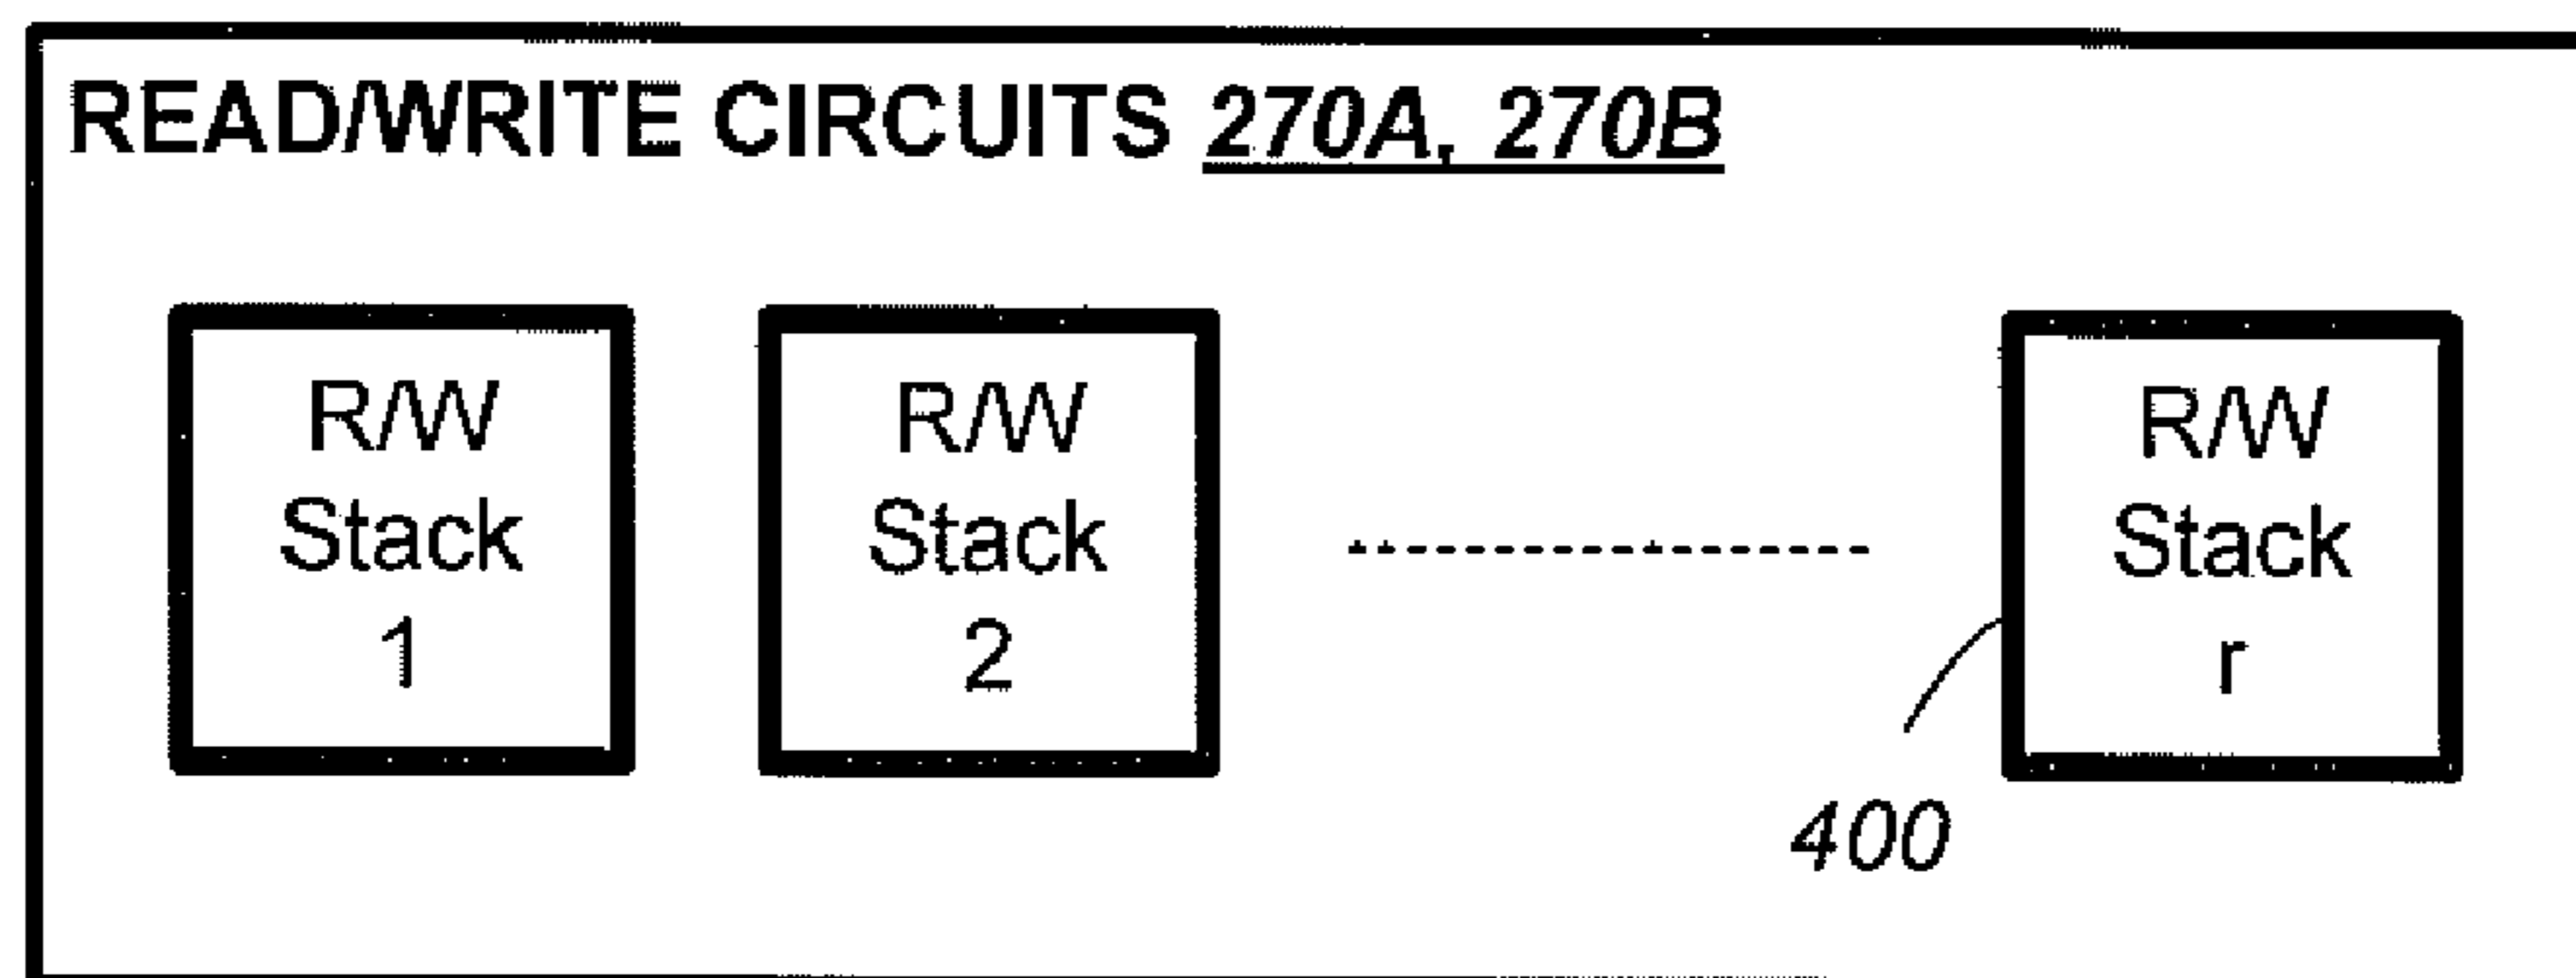 READ/WRITE CIRCUITS 270A, 270B
R/W
Stack
1
R/W
Stack
2
R/W
Stack
r
400